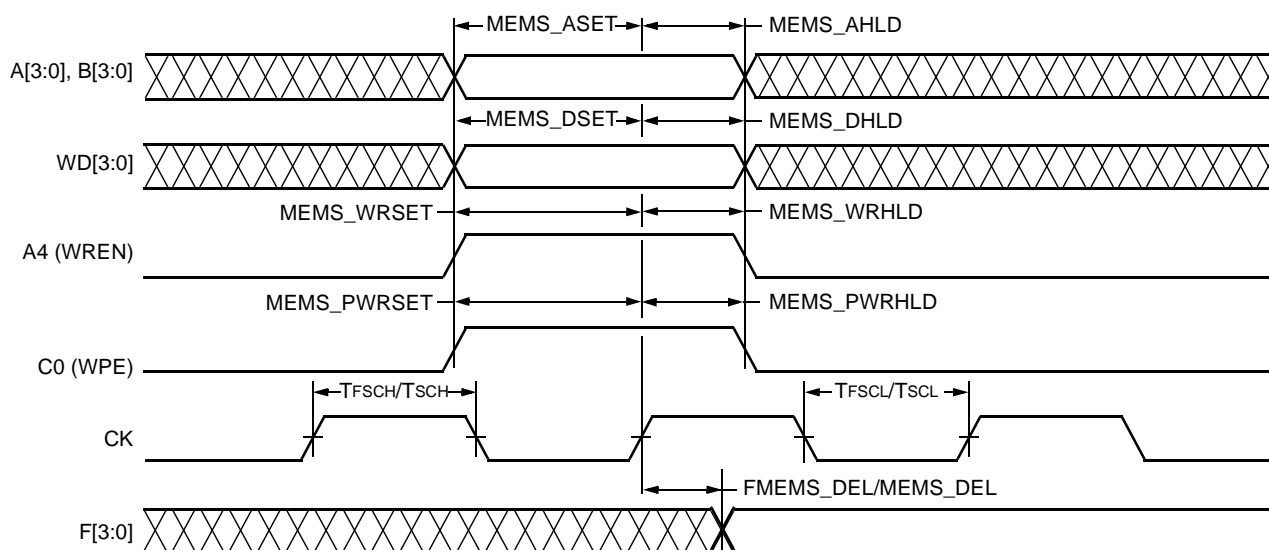 MEMS_ASET MEMS_AHLD
A[3:0], B[3:0]
MEMS_DSET MEMS_DHLD
WD[3:0]
MEMS_WRSET MEMS_WRHLD
A4 (WREN)
MEMS_PWRSET MEMS_PWRHLD
C0 (WPE)
TFSCH/TSCH TFSCL/TSCL
CK
FMEMS_DEL/MEMS_DEL
F[3:0]